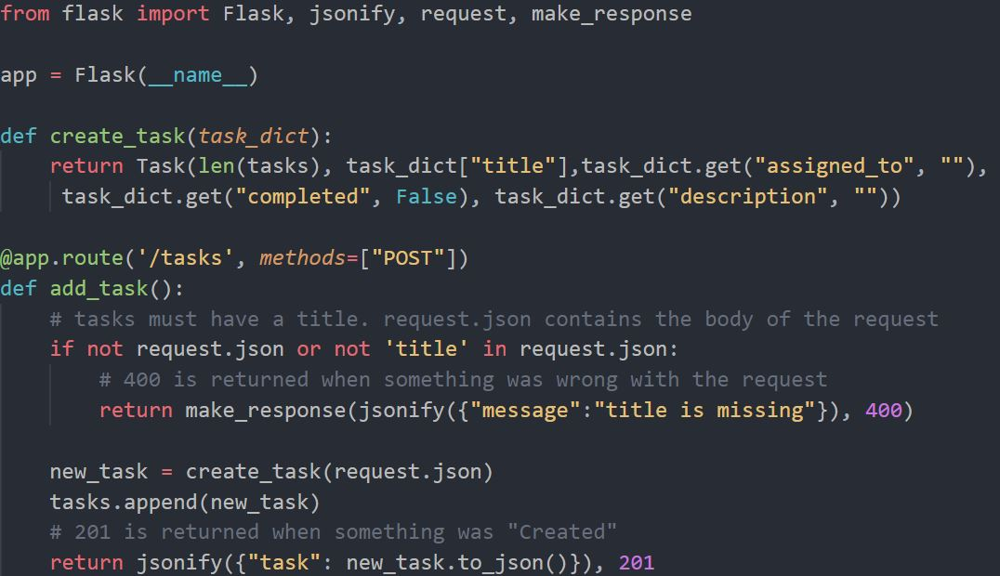 from flask import Flask, jsonify, request, make_response
app = Flask(__name__)
def create_task(task_dict):
    return Task(len(tasks), task_dict["title"],task_dict.get("assigned_to", ""),
     task_dict.get("completed", False), task_dict.get("description", ""))
@app.route('/tasks', methods=["POST"])
def add_task():
    # tasks must have a title. request.json contains the body of the request
    if not request.json or not 'title' in request.json:
        # 400 is returned when something was wrong with the request
        return make_response(jsonify({"message":"title is missing"}), 400)
    new_task = create_task(request.json)
    tasks.append(new_task)
    # 201 is returned when something was "Created"
    return jsonify({"task": new_task.to_json()}), 201